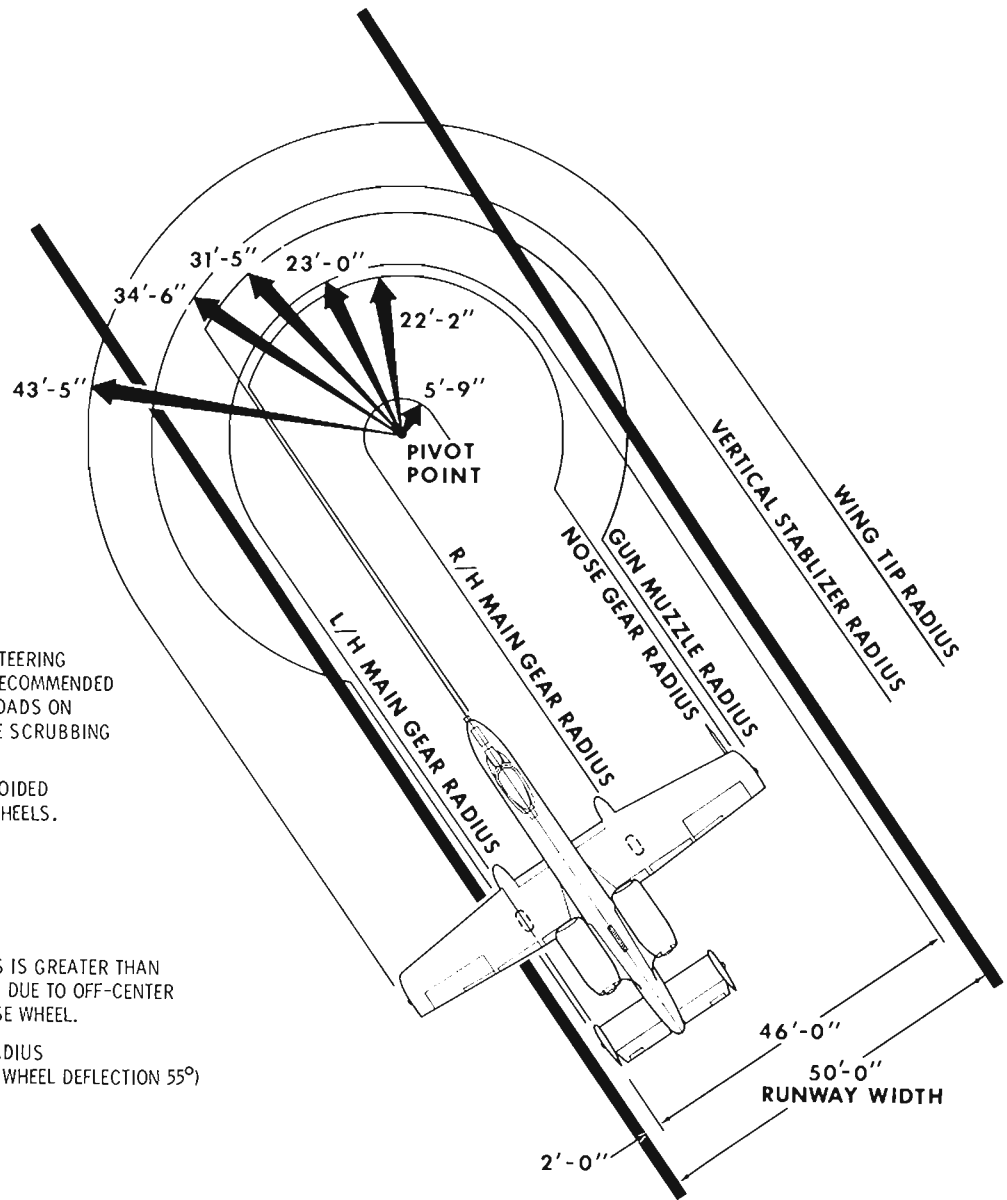 31'-5"
23'-0"
34'-6"
22'-2"
43'-5"
5'-9"
PIVOT
POINT
VERTICAL STABLIZER RADIUS
WING TIP RADIUS
GUN MUZZLE RADIUS
NOSE GEAR RADIUS
R/H MAIN GEAR RADIUS
L/H MAIN GEAR RADIUS
TEERING
ECOMMENDED
OADS ON
E SCRUBBING
OIDED
HEELS.
S IS GREATER THAN
DUE TO OFF-CENTER
SE WHEEL.
ADIUS
WHEEL DEFLECTION 55°)
46'-0"
50'-0"
RUNWAY WIDTH
2'-0"